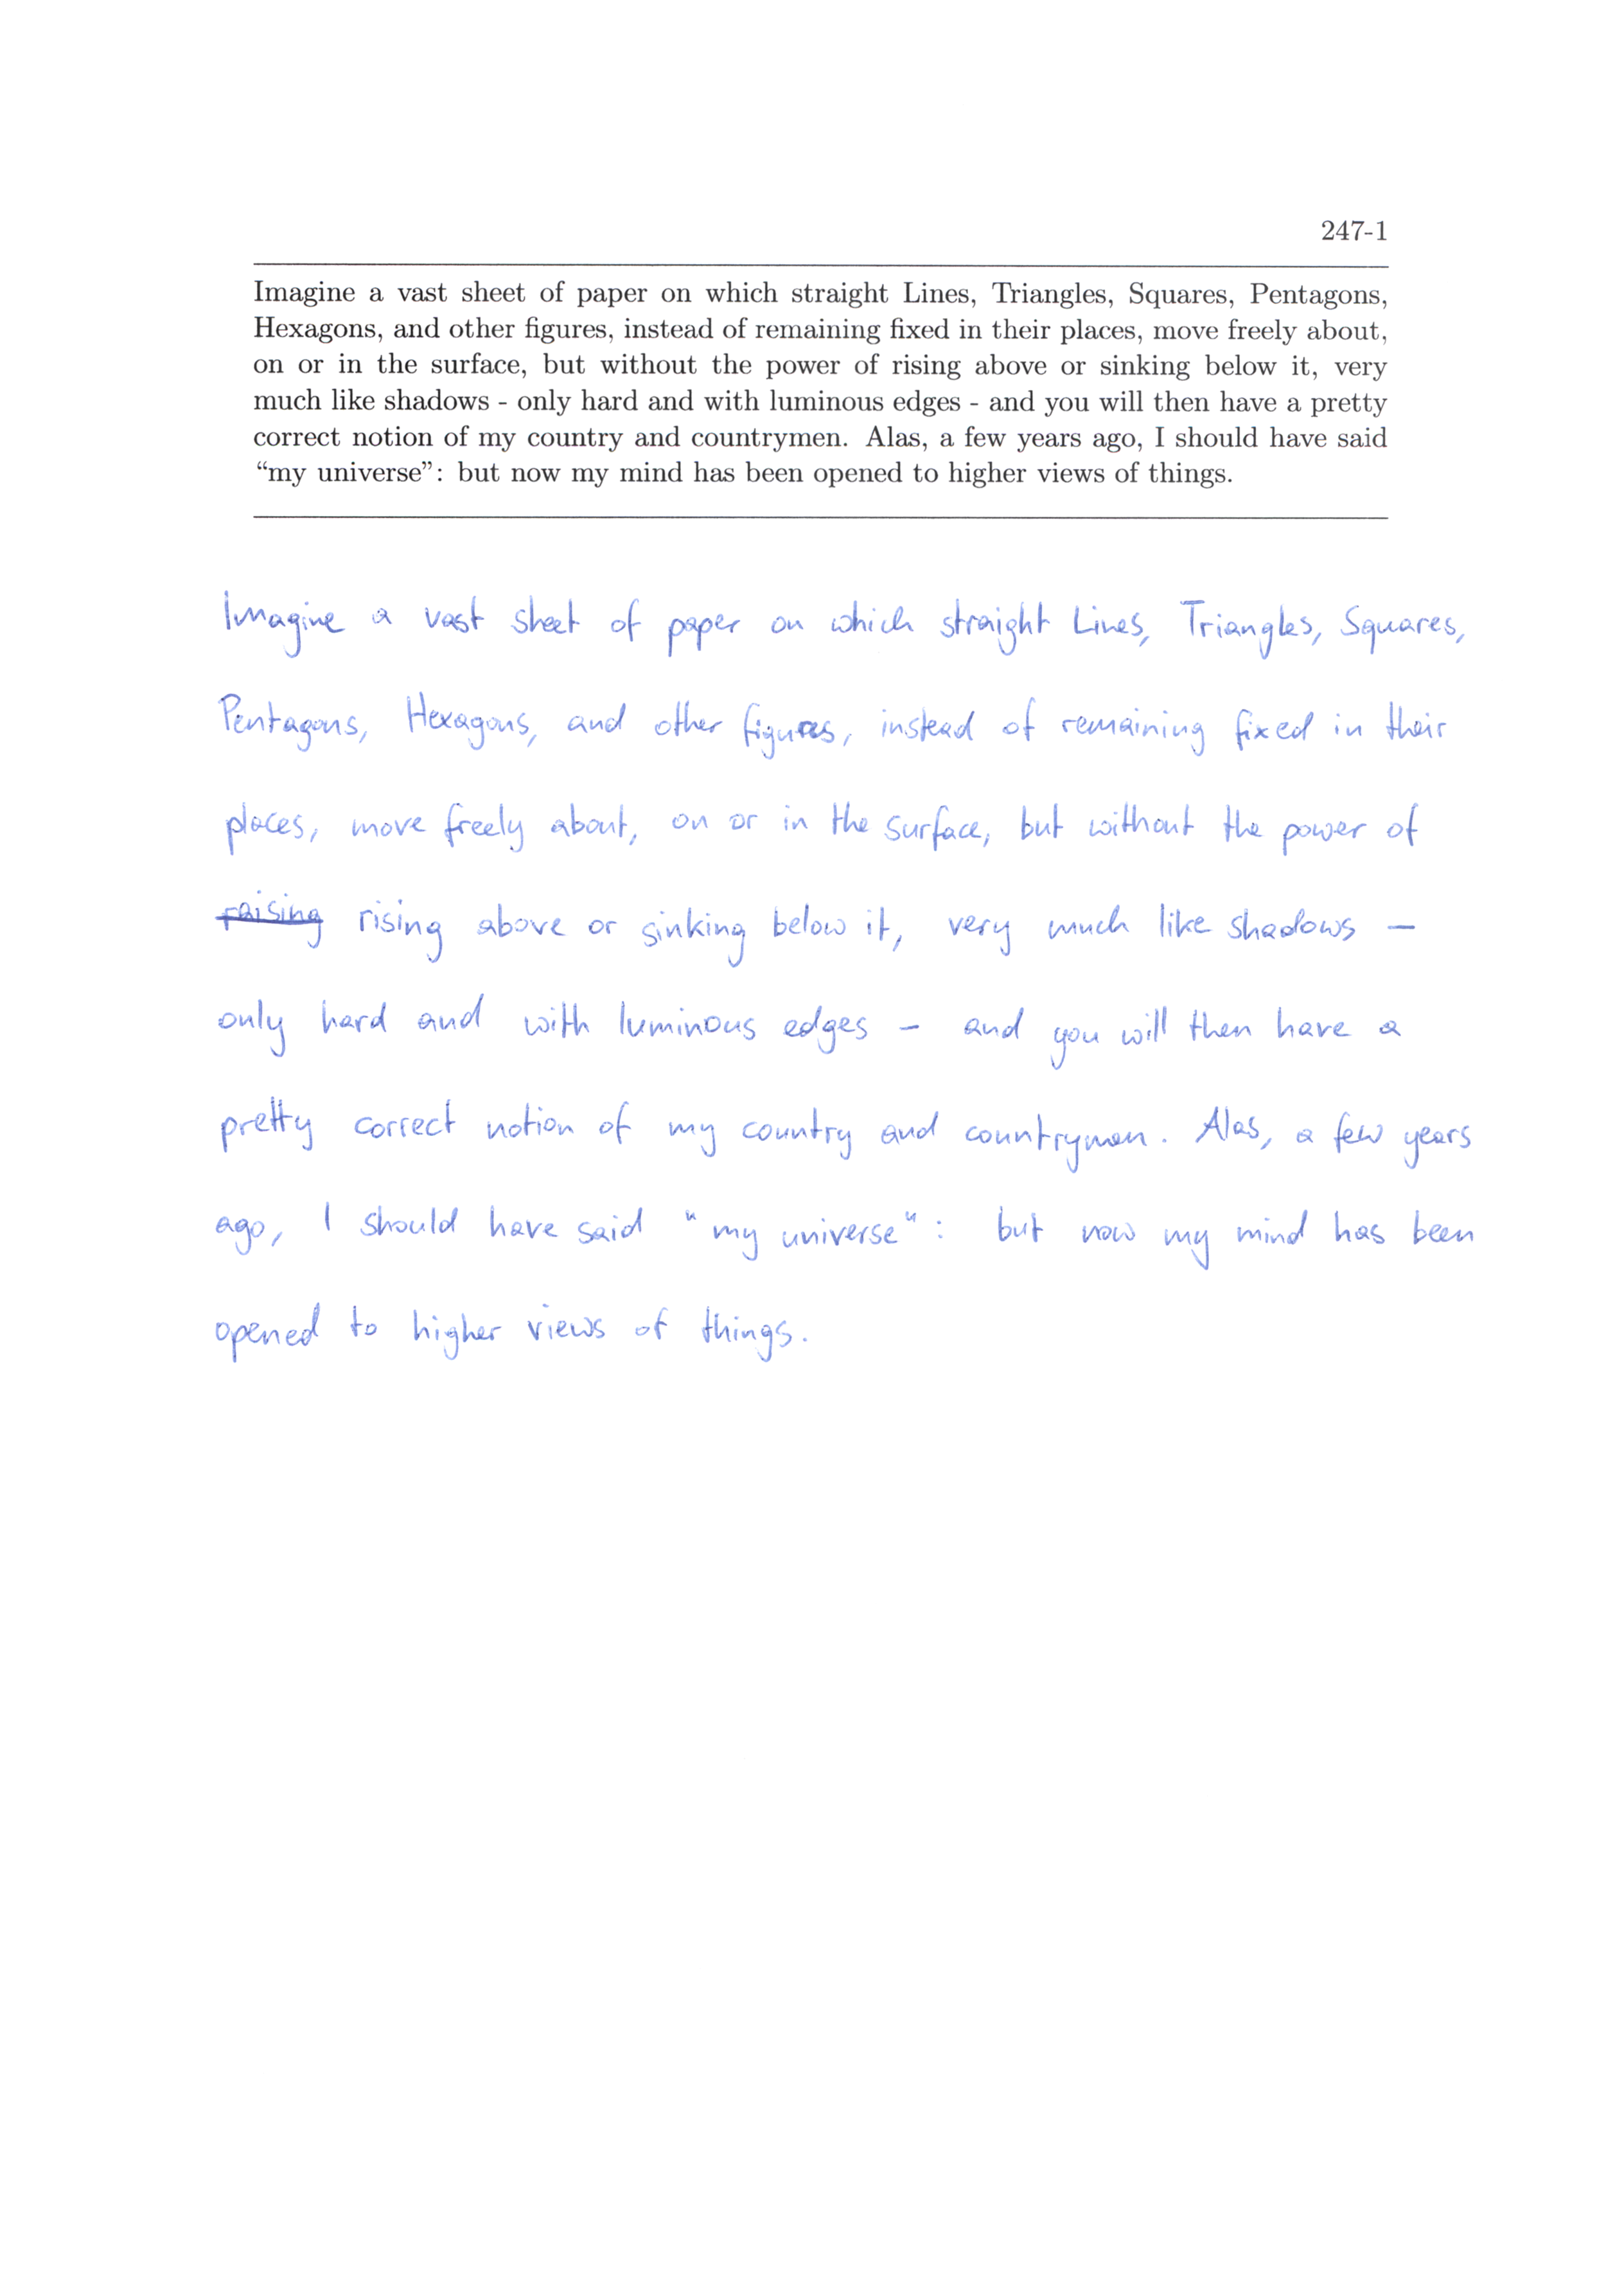 247-1
Imagine a vast sheet of paper on which straight Lines, Triangles, Squares, Pentagons,
Hexagons, and other figures, instead of remaining fixed in their places, move freely about,
on or in the surface, but without the power of rising above or sinking below it, very
much like shadows - only hard and with luminous edges - and you will then have a pretty
correct notion of my country and countrymen. Alas, a few years ago, I should have said
“my universe”: but now my mind has been opened to higher views of things.
Imagine a vast sheet of paper on which straight Lines, Triangles, Squares,
Pentagons, Hexagons, and other figures, instead of remaining fixed in their
places, move freely about, on or in the surface, but without the power of
raising rising above or sinking below it, very much like shadows –
only hard and with luminous edges – and you will then have a
pretty correct notion of my country and countrymen. Alas, a few years
ago, I should have said "my universe": but now my mind has been
opened to higher views of things.